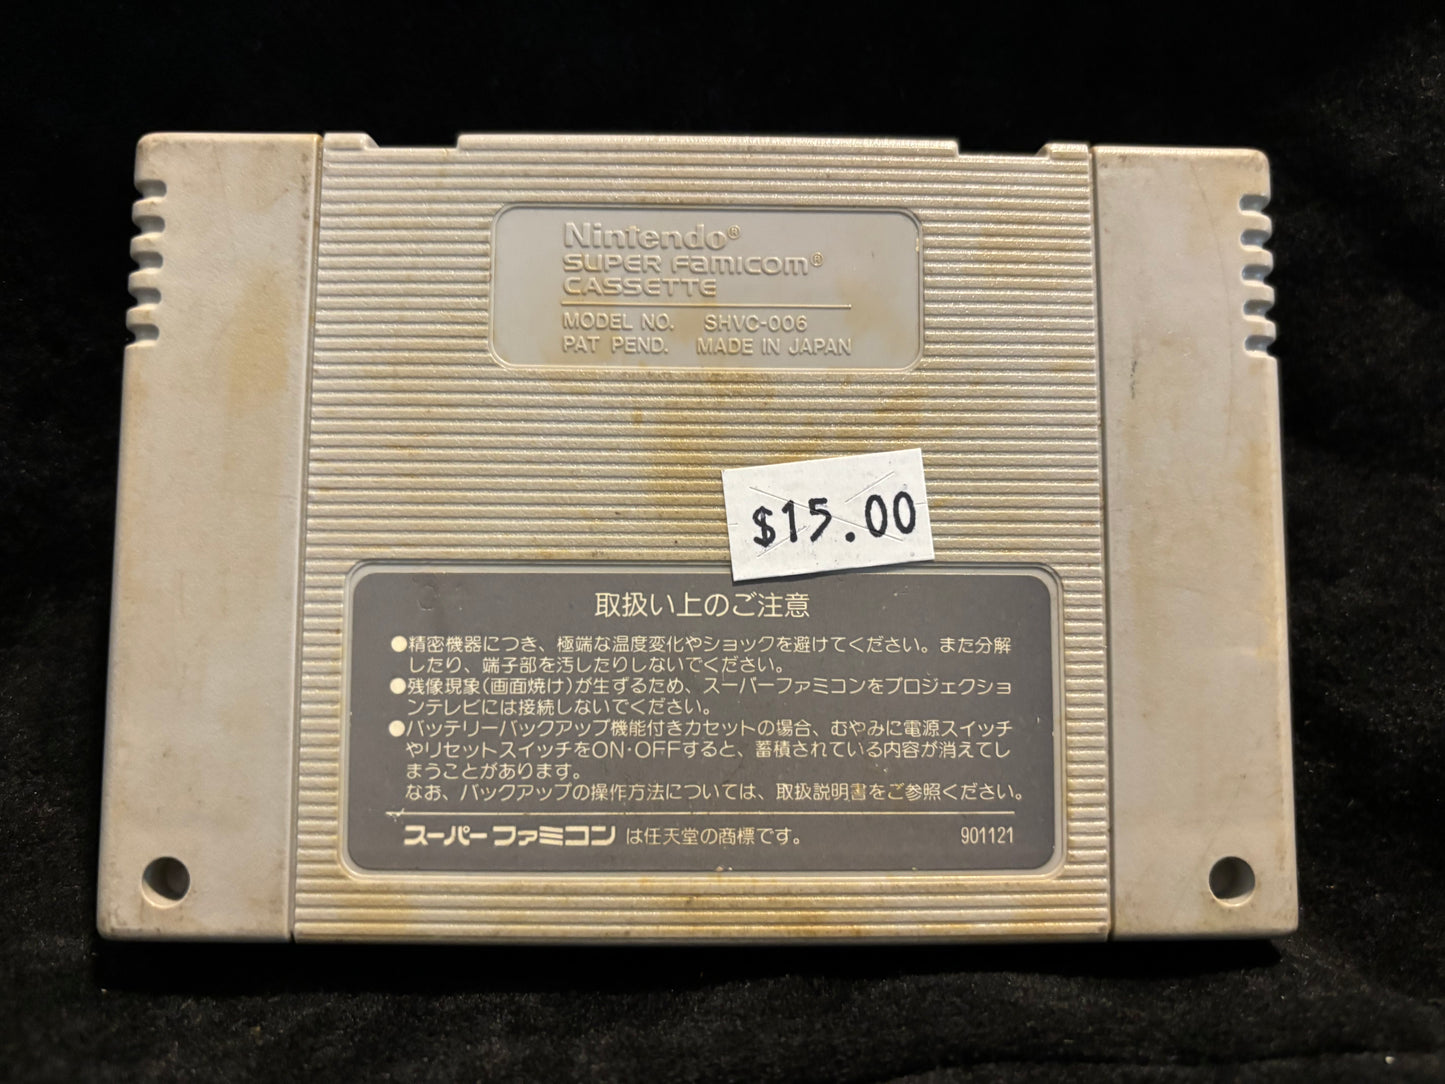 Nintendo®
SUPER FAMICOM®
CASSETTE
MODEL NO. SHVC-006
PAT PEND. MADE IN JAPAN
$15.00
取扱い上のご注意
●精密機器につき、極端な温度変化やショックを避けてください。また分解
したり、端子部を汚したりしないでください。
●残像現象(画面焼け)が生ずるため、スーパーファミコンをプロジェクショ
ンテレビには接続しないでください。
●バッテリーバックアップ機能付きカセットの場合、むやみに電源スイッチ
やリセットスイッチをON・OFFすると、蓄積されている内容が消えてし
まうことがあります。
なお、バックアップの操作方法については、取扱説明書をご参照ください。
スーパーファミコン は任天堂の商標です。 901121